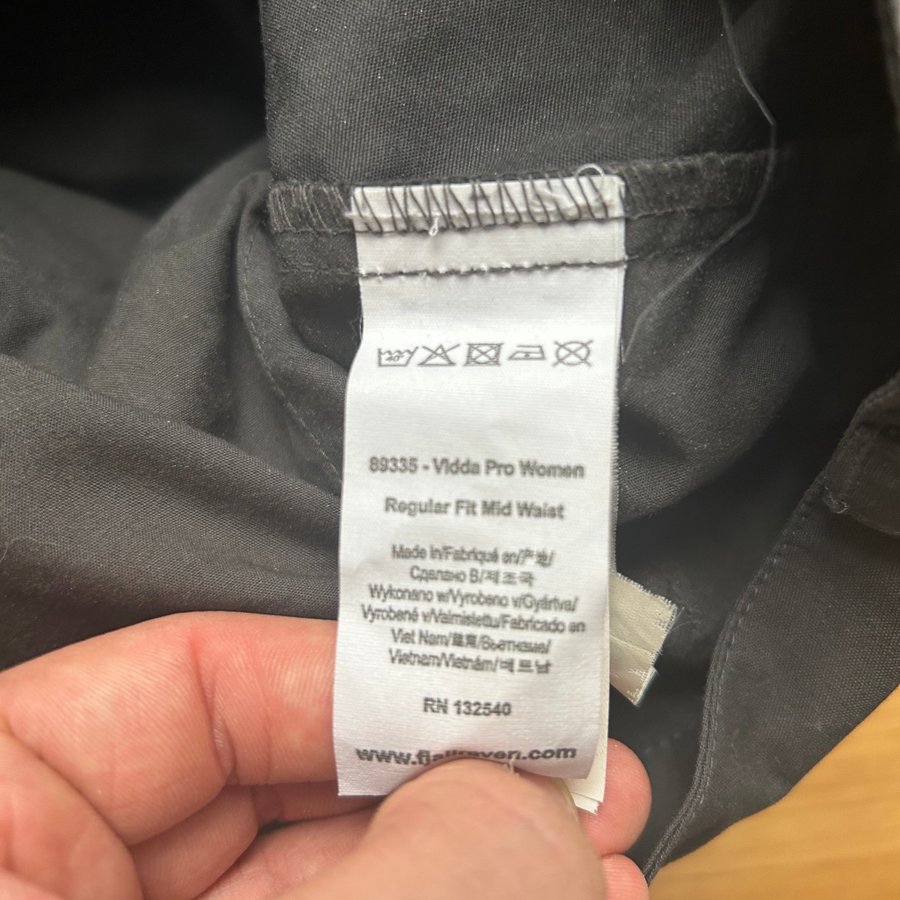 89335 - Vidda Pro Women
Regular Fit Mid Waist
Made in/Fabriqué en/产地/
Сделано В/제조국
Wykonano w/Vyrobeno v/Gyártva/
Vyrobené v/Valmistettu/Fabricado en
Viet Nam/越南/Вьетнам/
Vietnam/Vietnám/베트남
RN 132540
www.fjallraven.com